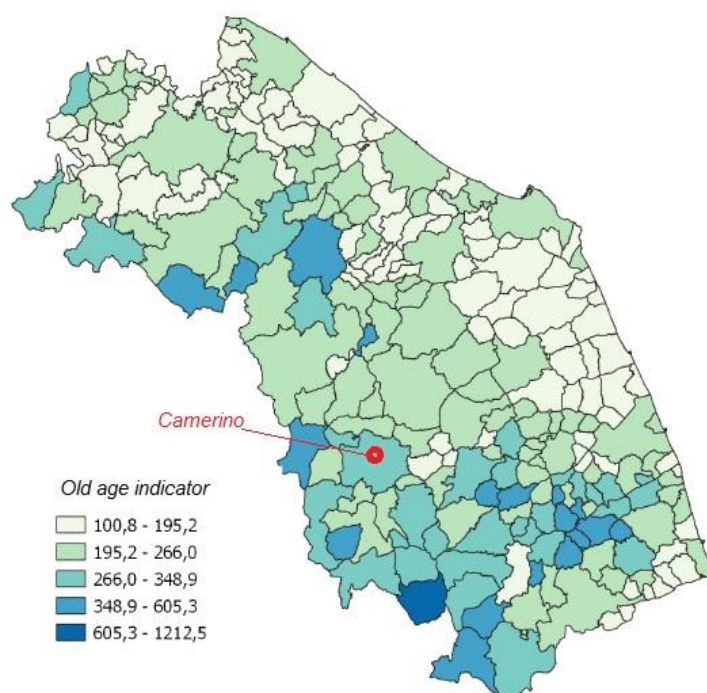 Camerino
Old age indicator
100,8 - 195,2
195,2 - 266,0
266,0 - 348,9
348,9 - 605,3
605,3 - 1212,5